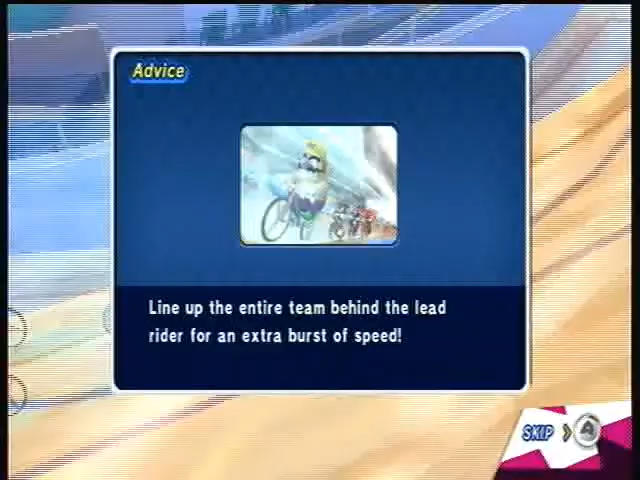 Advice
Line up the entire team behind the lead
rider for an extra burst of speed!
SKIP